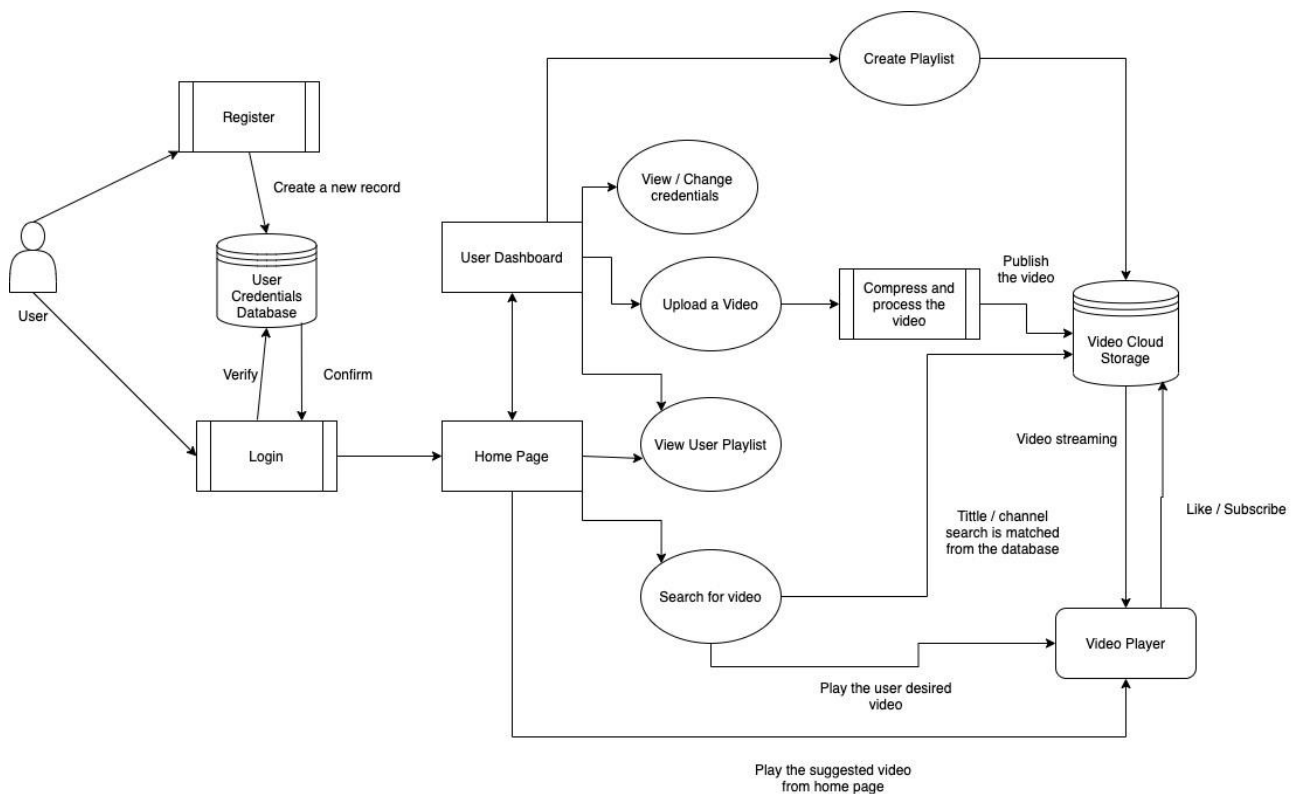 Create Playlist
Register
View / Change
credentials
Create a new record
User Dashboard
User
Credentials
Database
Upload a Video
Compress and
process the
video
Publish
the video
User
Video Cloud
Storage
Verify
Confirm
Login
Home Page
View User Playlist
Video streaming
Like / Subscribe
Tittle / channel
search is matched
from the database
Search for video
Video Player
Play the user desired
video
Play the suggested video
from home page